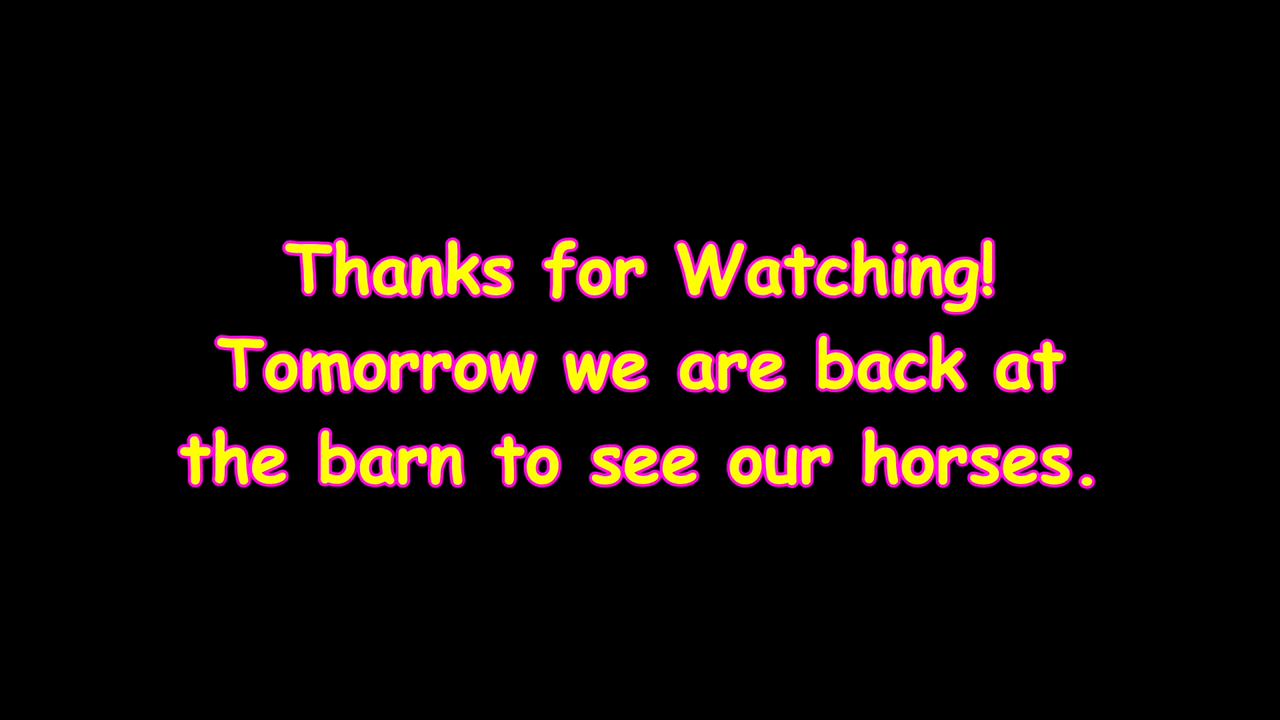 Thanks for Watching!
Tomorrow we are back at
the barn to see our horses.